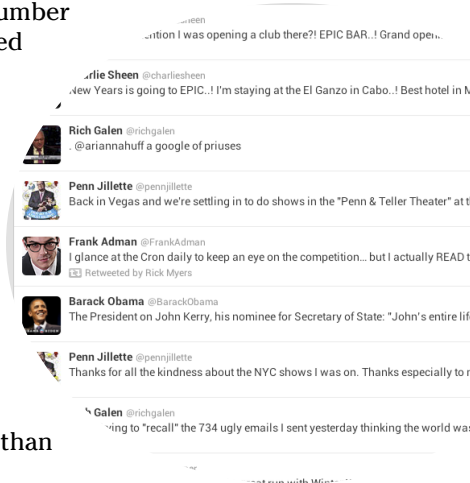 umber
ed
I was opening a club there?! EPIC BAR..! Grand
Sheen @charliesheen
New Years is going to EPIC..! I'm staying at the El Ganzo in Cabo..! Best hotel in M
Rich Galen @richgalen
. @ariannahuff a google of priuses
Penn Jillette @pennjillette
Back in Vegas and we're settling in to do shows in the "Penn & Teller Theater" at t
Frank Adman @FrankAdman
I glance at the Cron daily to keep an eye on the competition... but I actually READ t
Retweeted by Rick Myers
Barack Obama @BarackObama
The President on John Kerry, his nominee for Secretary of State: "John's entire lif
Penn Jillette @pennjillette
Thanks for all the kindness about the NYC shows I was on. Thanks especially to
Galen @richgalen
to "recall" the 734 ugly emails I sent yesterday thinking the world was
than
run with